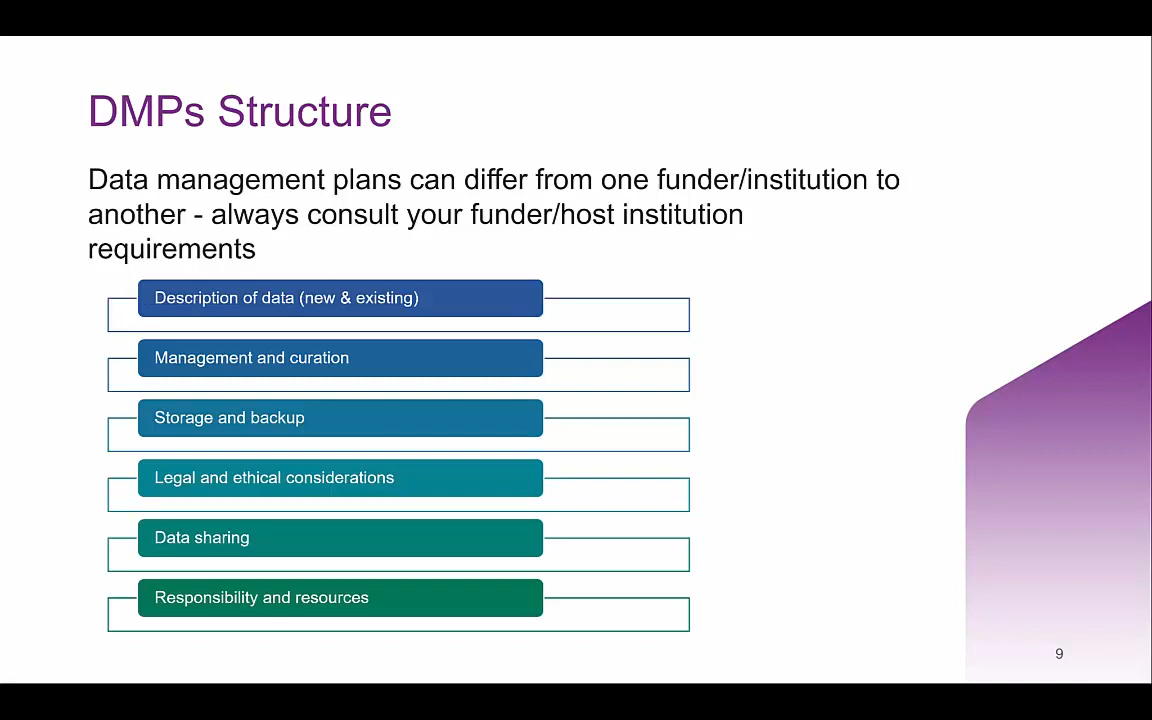 DMPs Structure
Data management plans can differ from one funder/institution to
another - always consult your funder/host institution
requirements
Description of data (new & existing)
Management and curation
Storage and backup
Legal and ethical considerations
Data sharing
Responsibility and resources
9